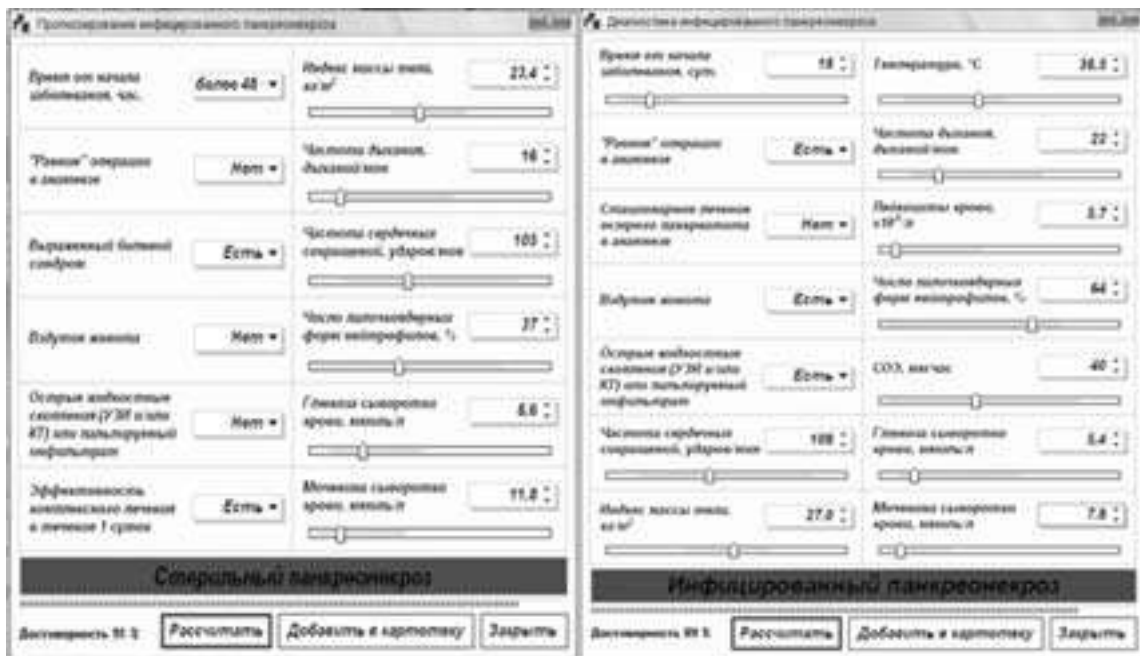 Прогнозирование инфицированного панкреонекроза
Время от начала
заболевания, час.
более 48
Индекс массы тела,
кг/м²
23,4
"Ранние" операции
в анамнезе
Нет
Частота дыхания,
дыханий/мин
16
Выраженный болевой
синдром
Есть
Частота сердечных
сокращений, ударов/мин
103
Вздутие живота
Нет
Число палочкоядерных
форм нейтрофилов, %
37
Острые жидкостные
скопления (УЗИ и/или
КТ) или пальпируемый
инфильтрат
Нет
Глюкоза сыворотки
крови, ммоль/л
Эффективность
комплексного лечения
в течение 1 суток
Есть
Мочевина сыворотки
крови, ммоль/л
11,8
Стерильный панкреонекроз
Достоверность %
Рассчитать
Добавить в картотеку
Закрыть
Диагностика инфицированного панкреонекроза
Время от начала
заболевания, сут.
18
Температура, °С
"Ранние" операции
в анамнезе
Есть
Частота дыхания,
дыханий/мин
22
Стационарное лечение
острого панкреатита
в анамнезе
Нет
Лейкоциты крови,
х10⁹/л
Вздутие живота
Есть
Число палочкоядерных
форм нейтрофилов, %
64
Острые жидкостные
скопления (УЗИ и/или
КТ) или пальпируемый
инфильтрат
Есть
СОЭ, мм/час
40
Частота сердечных
сокращений, ударов/мин
108
Глюкоза сыворотки
крови, ммоль/л
5,4
Индекс массы тела,
кг/м²
27,0
Мочевина сыворотки
крови, ммоль/л
7,8
Инфицированный панкреонекроз
Достоверность %
Рассчитать
Добавить в картотеку
Закрыть